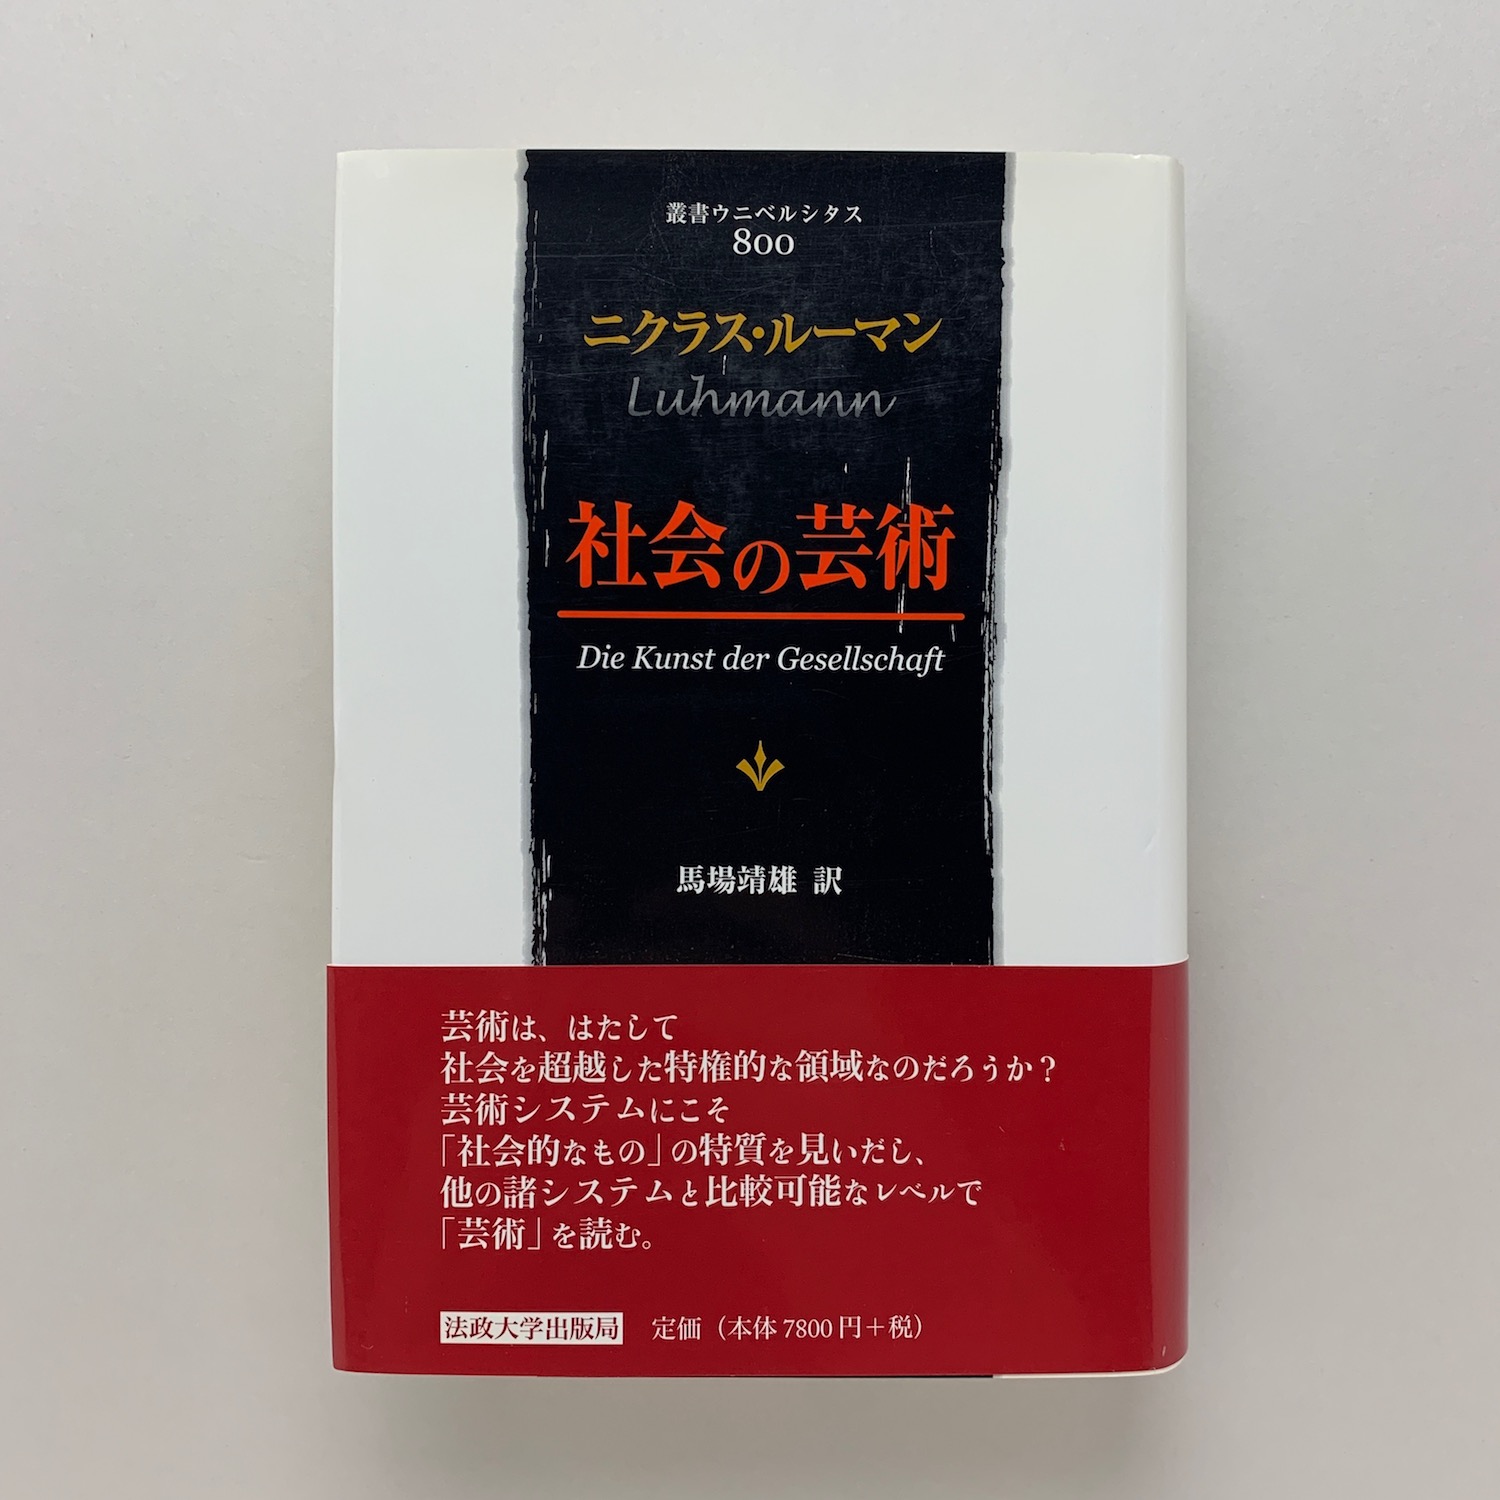 叢書ウニベルシタス
800
ニクラス・ルーマン
Luhmann
社会の芸術
Die Kunst der Gesellschaft
馬場靖雄 訳
芸術は、はたして
社会を超越した特権的な領域なのだろうか?
芸術システムにこそ
「社会的なもの」の特質を見いだし、
他の諸システムと比較可能なレベルで
「芸術」を読む。
法政大学出版局 定価(本体7800円+税)